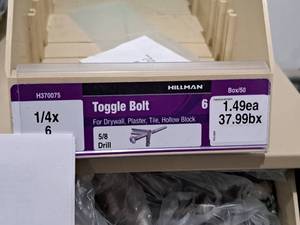 HILLMAN
H370075
Box/50
1/4x
6
Toggle Bolt
6
For Drywall, Plaster, Tile, Hollow Block
5/8
Drill
1.49ea
37.99bx